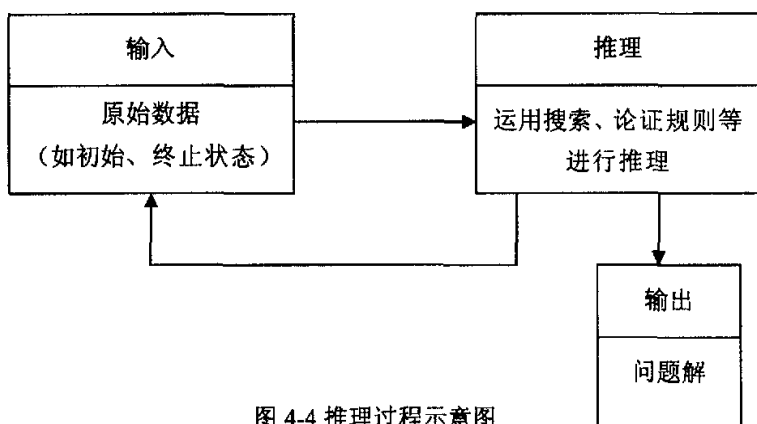 输入
原始数据
（如初始、终止状态）
推理
运用搜索、论证规则等
进行推理
输出
问题解
图 4-4 推理过程示意图